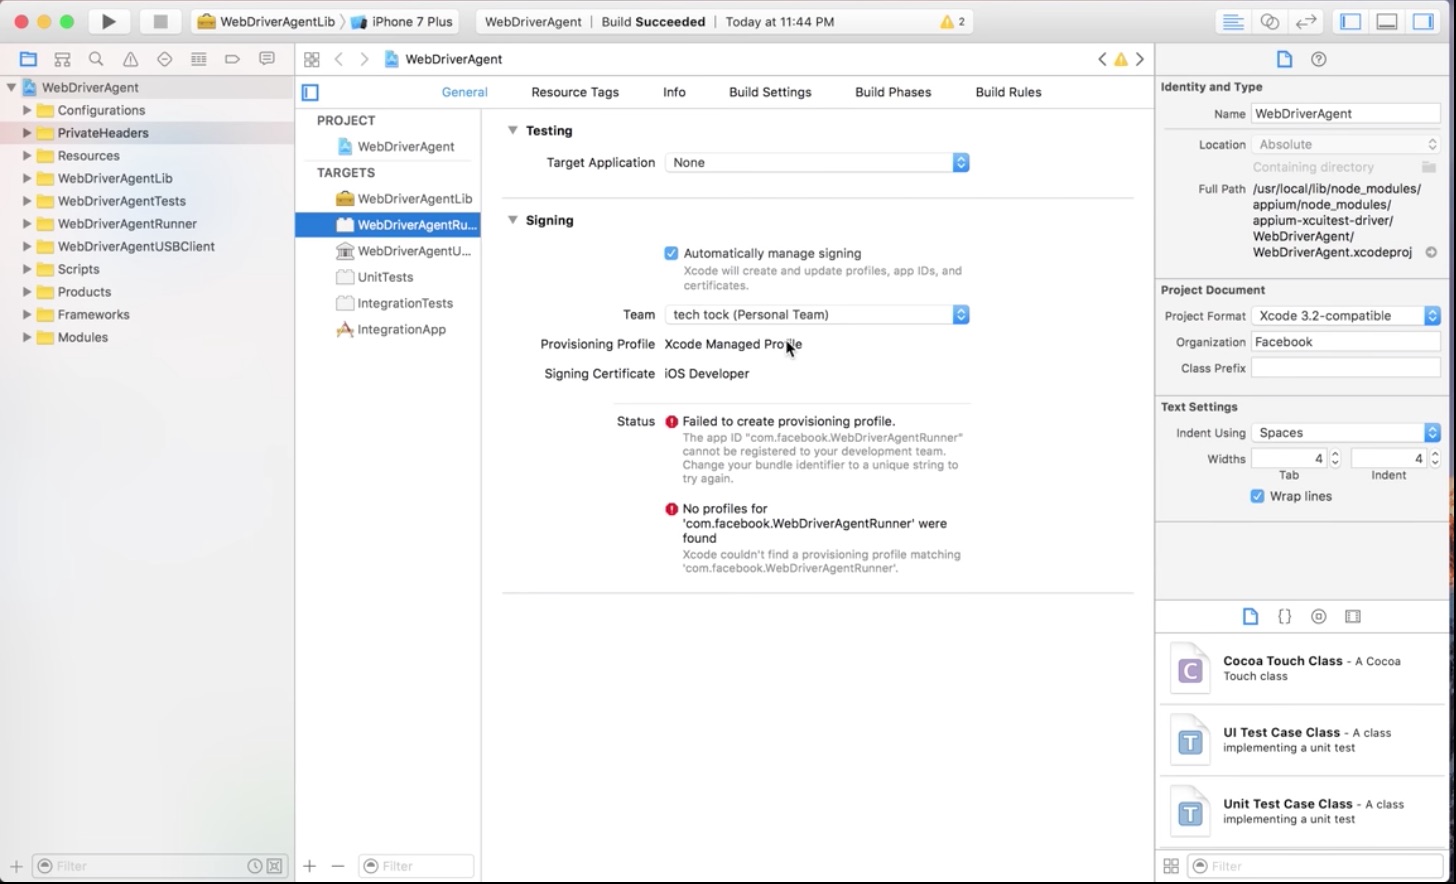 WebDriverAgentLib
iPhone 7 Plus
WebDriverAgent | Build Succeeded | Today at 11:44 PM
2
WebDriverAgent
Configurations
PrivateHeaders
Resources
WebDriverAgentLib
WebDriverAgentTests
WebDriverAgentRunner
WebDriverAgentUSBClient
Scripts
Products
Frameworks
Modules
Filter
WebDriverAgent
General
Resource Tags
Info
Build Settings
Build Phases
Build Rules
PROJECT
WebDriverAgent
TARGETS
WebDriverAgentLib
WebDriverAgentRu...
WebDriverAgentU...
UnitTests
IntegrationTests
IntegrationApp
Filter
Testing
Target Application None
Signing
Automatically manage signing
Xcode will create and update profiles, app IDs, and
certificates.
Team tech tock (Personal Team)
Provisioning Profile Xcode Managed Profile
Signing Certificate iOS Developer
Status Failed to create provisioning profile.
The app ID "com.facebook.WebDriverAgentRunner"
cannot be registered to your development team.
Change your bundle identifier to a unique string to
try again.
No profiles for
'com.facebook.WebDriverAgentRunner' were
found
Xcode couldn't find a provisioning profile matching
'com.facebook.WebDriverAgentRunner'.
Identity and Type
Name WebDriverAgent
Location Absolute
Containing directory
Full Path /usr/local/lib/node_modules/
appium/node_modules/
appium-xcuitest-driver/
WebDriverAgent/
WebDriverAgent.xcodeproj
Project Document
Project Format Xcode 3.2-compatible
Organization Facebook
Class Prefix
Text Settings
Indent Using Spaces
Widths 4 4
Tab Indent
Wrap lines
{}
C
Cocoa Touch Class - A Cocoa
Touch class
T
UI Test Case Class - A class
implementing a unit test
T
Unit Test Case Class - A class
implementing a unit test
Filter